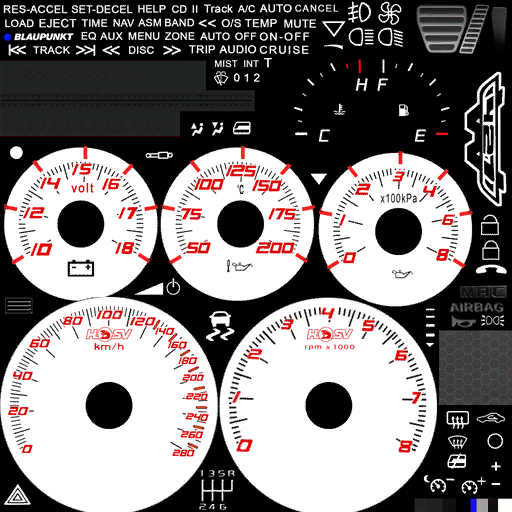 RES-ACCEL SET-DECEL HELP CD II Track A/C AUTO CANCEL
LOAD EJECT TIME NAV ASM BAND << O/S TEMP MUTE
BLAUPUNKT EQ AUX MENU ZONE AUTO OFF ON-OFF
TRACK << DISC >> TRIP AUDIO CRUISE
MIST INT T
0 1 2
H F
C E
10 12 14 15 16 17 18
volt
50 75 100 125 150 175 200
°C
0 1 2 3 4 6 8
x100kPa
HSV
MRC
AIRBAG
0 20 40 60 80 100 120 140 160 180 200 220 240 260 280
HSV
km/h
0 1 2 3 4 5 6 7 8
HSV
rpm x 1000
1 3 5 R
2 4 6